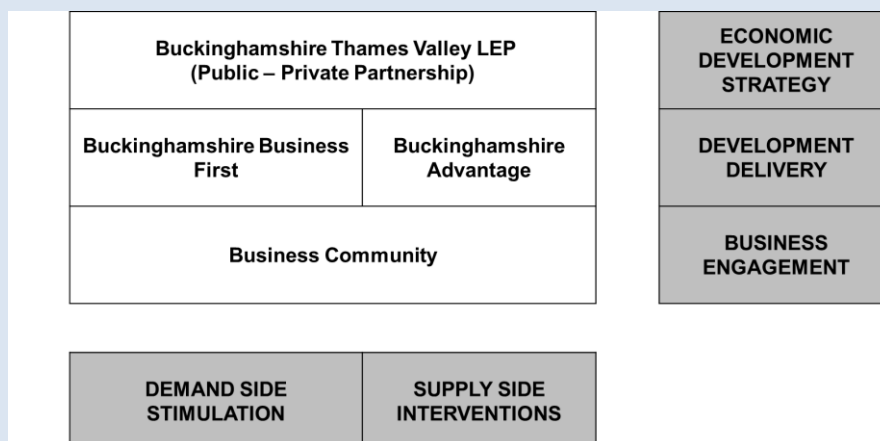 Buckinghamshire Thames Valley LEP
(Public – Private Partnership)
ECONOMIC
DEVELOPMENT
STRATEGY
Buckinghamshire Business
First
Buckinghamshire
Advantage
DEVELOPMENT
DELIVERY
Business Community
BUSINESS
ENGAGEMENT
DEMAND SIDE
STIMULATION
SUPPLY SIDE
INTERVENTIONS